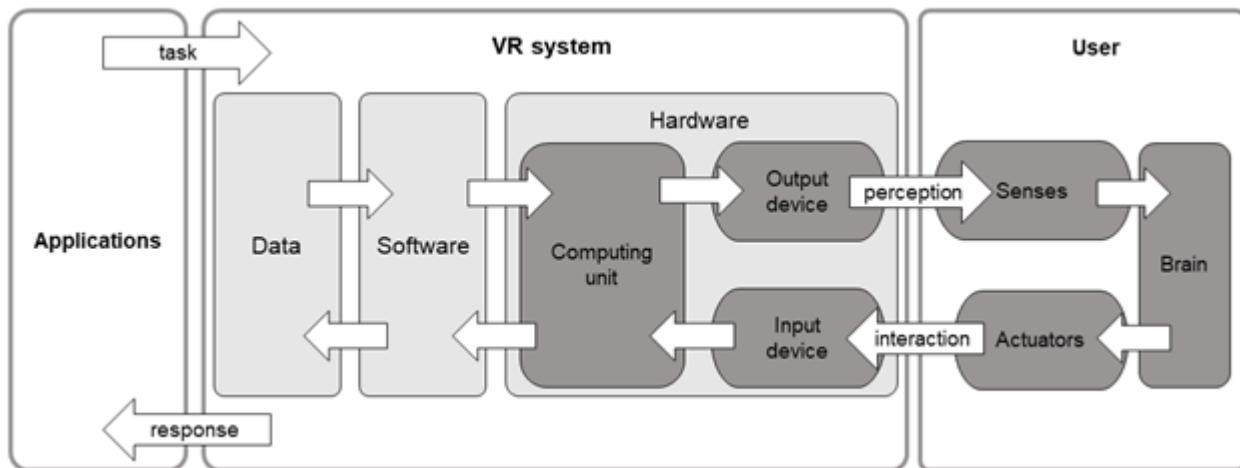 task
VR system
User
Hardware
Output
device
perception
Senses
Applications
Data
Software
Computing
unit
Brain
Input
device
interaction
Actuators
response